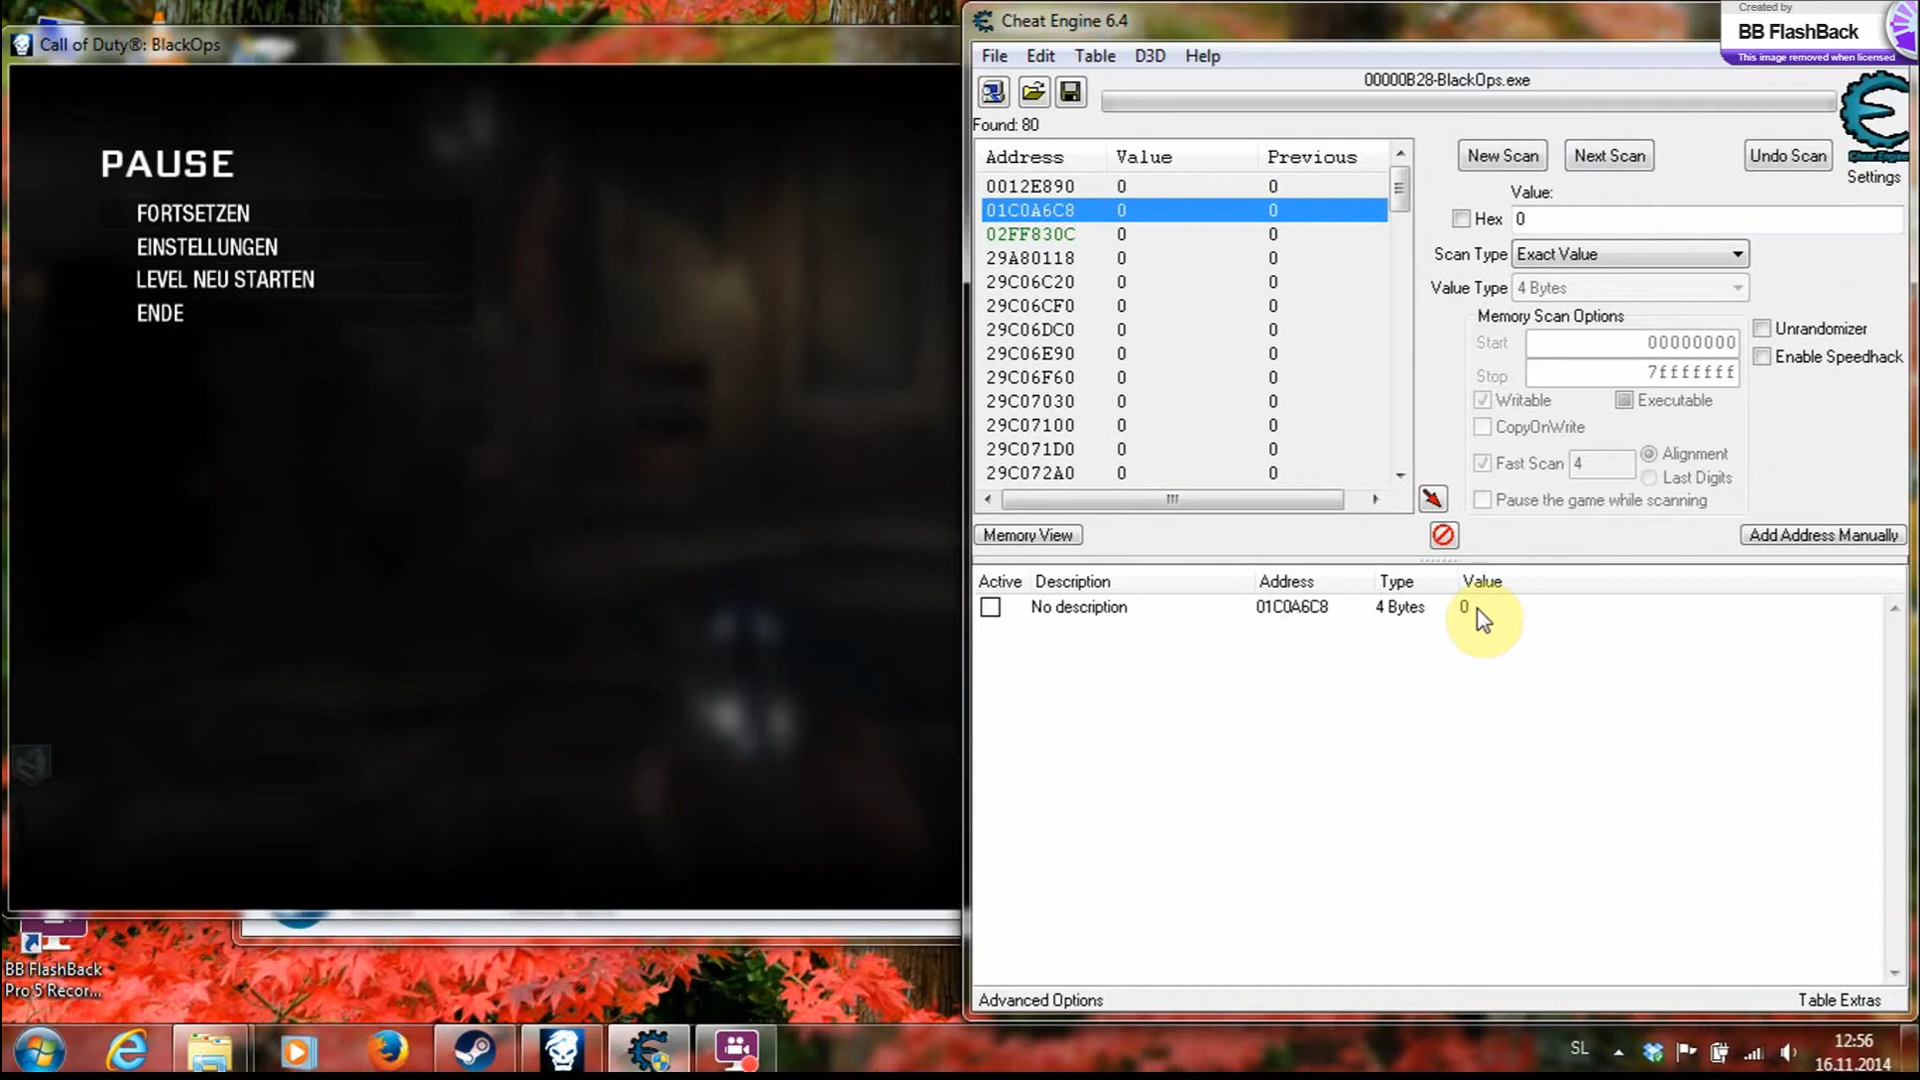 Call of Duty®: BlackOps
PAUSE
FORTSETZEN
EINSTELLUNGEN
LEVEL NEU STARTEN
ENDE
Cheat Engine 6.4
Created by
BB FlashBack
This image removed when licensed
File Edit Table D3D Help
00000B28-BlackOps.exe
Found: 80
Address Value Previous
0012E890 0 0
01C0A6C8 0 0
02FF830C 0 0
29A80118 0 0
29C06C20 0 0
29C06CF0 0 0
29C06DC0 0 0
29C06E90 0 0
29C06F60 0 0
29C07030 0 0
29C07100 0 0
29C071D0 0 0
29C072A0 0 0
New Scan Next Scan Undo Scan
Cheat Engine
Settings
Value:
Hex 0
Scan Type Exact Value
Value Type 4 Bytes
Memory Scan Options
Start 00000000
Stop 7fffffff
Writable Executable
CopyOnWrite
Fast Scan 4 Alignment
Last Digits
Pause the game while scanning
Unrandomizer
Enable Speedhack
Memory View Add Address Manually
Active Description Address Type Value
No description 01C0A6C8 4 Bytes 0
Advanced Options Table Extras
BB FlashBack
Pro 5 Recor...
SL
12:56
16.11.2014